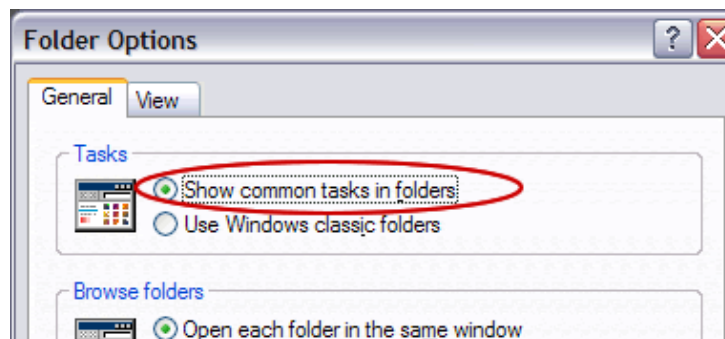 Folder Options
?
General View
Tasks
Show common tasks in folders
Use Windows classic folders
Browse folders
Open each folder in the same window